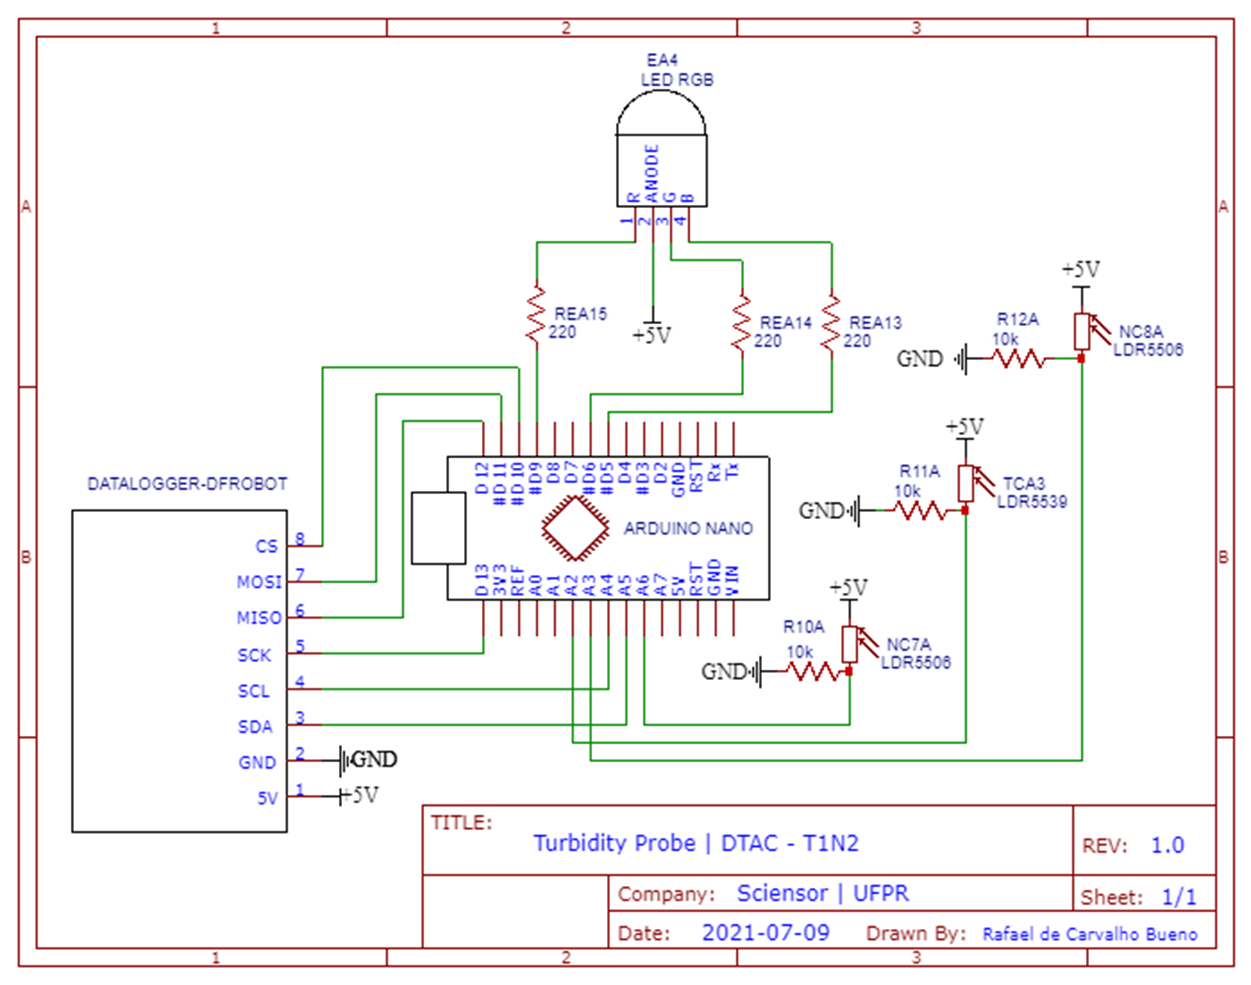 1 2 3
EA4
LED RGB
R ANODE G B
1 2 3 4
A A
REA15
220
+5V
REA14
220
REA13
220
+5V
R12A
10k
GND
NC8A
LDR5506
+5V
R11A
10k
GND
TCA3
LDR5539
D12 #D11 #D10 #D9 D8 D7 #D6 #D5 D4 #D3 D2 GND RST Rx Tx
ARDUINO NANO
D13 3V3 REF A0 A1 A2 A3 A4 A5 A6 A7 5V RST GND VIN
DATALOGGER-DFROBOT
CS 8
MOSI 7
MISO 6
SCK 5
SCL 4
SDA 3
GND 2 GND
5V 1 +5V
B B
+5V
R10A
10k
GND
NC7A
LDR5506
TITLE:
Turbidity Probe | DTAC - T1N2
REV: 1.0
Company: Sciensor | UFPR
Sheet: 1/1
Date: 2021-07-09 Drawn By: Rafael de Carvalho Bueno
1 2 3